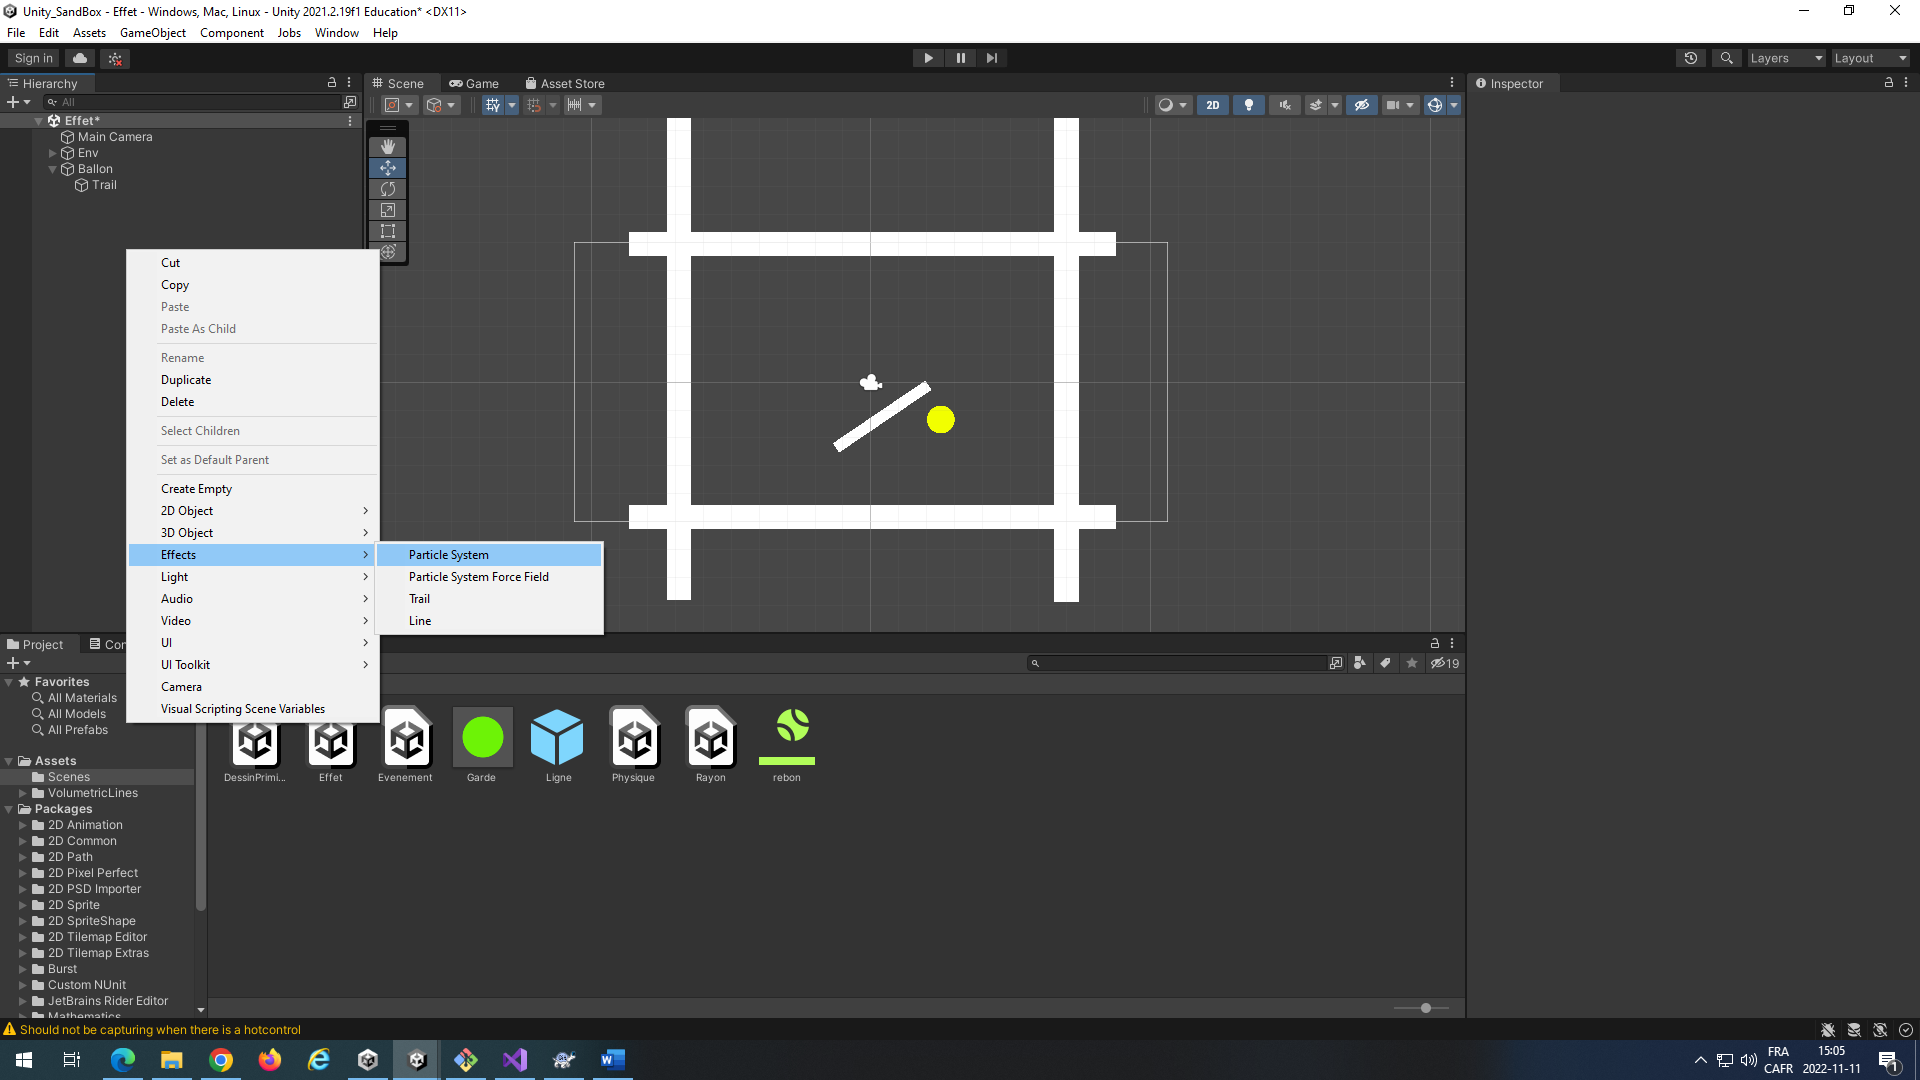 Unity_SandBox - Effet - Windows, Mac, Linux - Unity 2021.2.19f1 Education* <DX11>
File Edit Assets GameObject Component Jobs Window Help
Sign in
Layers
Layout
Hierarchy
Scene
Game
Asset Store
Inspector
All
2D
Effet*
Main Camera
Env
Ballon
Trail
Cut
Copy
Paste
Paste As Child
Rename
Duplicate
Delete
Select Children
Set as Default Parent
Create Empty
2D Object
3D Object
Effects
Light
Audio
Video
UI
UI Toolkit
Camera
Visual Scripting Scene Variables
Particle System
Particle System Force Field
Trail
Line
Project
Con
19
Favorites
All Materials
All Models
All Prefabs
Assets
Scenes
VolumetricLines
Packages
2D Animation
2D Common
2D Path
2D Pixel Perfect
2D PSD Importer
2D Sprite
2D SpriteShape
2D Tilemap Editor
2D Tilemap Extras
Burst
Custom NUnit
JetBrains Rider Editor
Mathematics
DessinPrimi...
Effet
Evenement
Garde
Ligne
Physique
Rayon
rebon
Should not be capturing when there is a hotcontrol
FRA
CAFR
15:05
2022-11-11
1